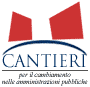 CANTIERI
per il cambiamento
nelle amministrazioni pubbliche